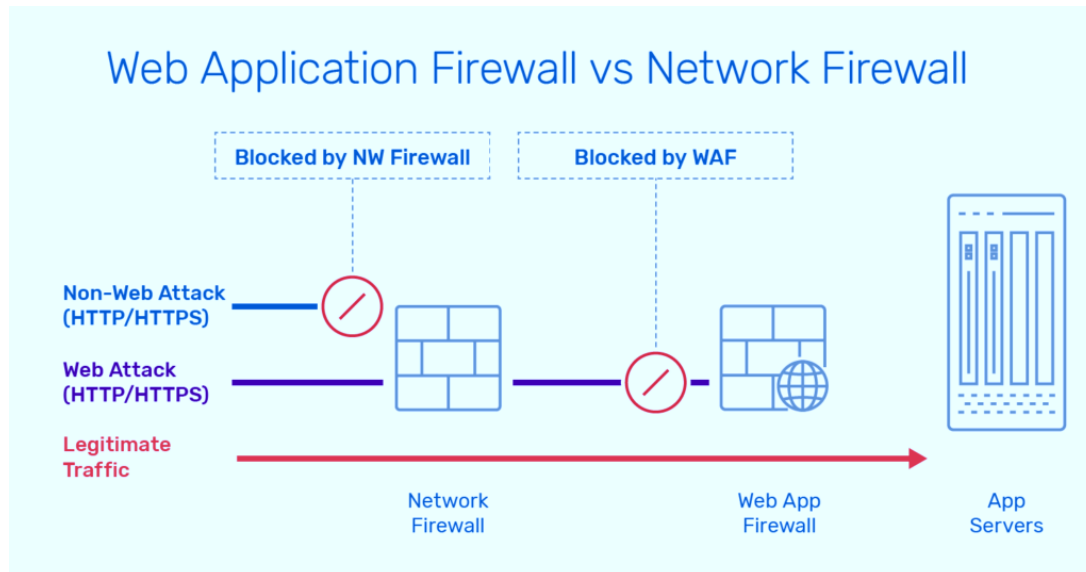 Web Application Firewall vs Network Firewall
Blocked by NW Firewall
Blocked by WAF
Non-Web Attack
(HTTP/HTTPS)
Web Attack
(HTTP/HTTPS)
Legitimate
Traffic
Network
Firewall
Web App
Firewall
App
Servers